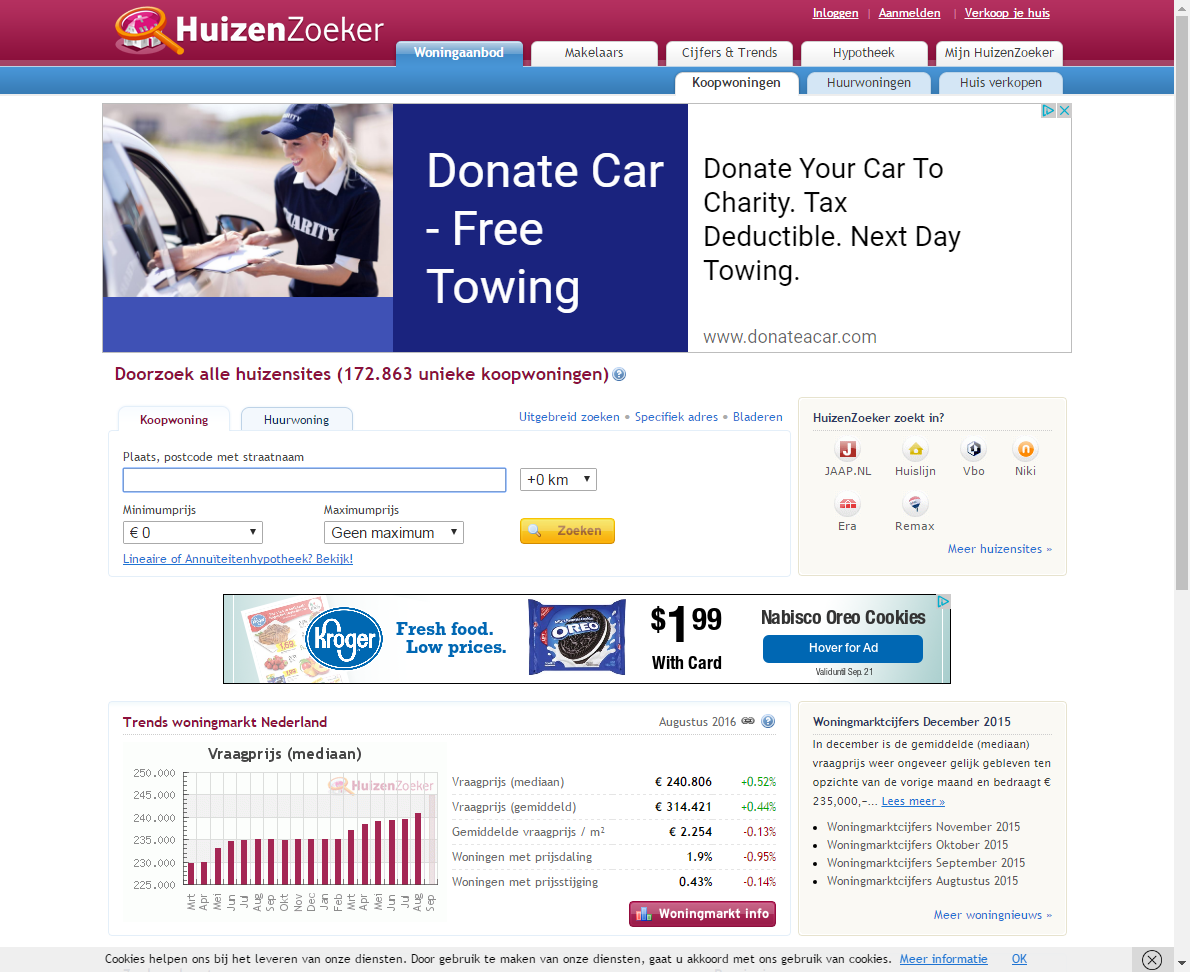 Inloggen | Aanmelden | Verkoop je huis
HuizenZoeker
Woningaanbod Makelaars Cijfers & Trends Hypotheek Mijn HuizenZoeker
Koopwoningen Huurwoningen Huis verkopen
CHARITY
Donate Car
- Free
Towing
Donate Your Car To
Charity. Tax
Deductible. Next Day
Towing.
www.donateacar.com
Doorzoek alle huizensites (172.863 unieke koopwoningen)
Koopwoning Huurwoning
Uitgebreid zoeken • Specifiek adres • Bladeren
Plaats, postcode met straatnaam
+0 km
Minimumprijs Maximumprijs
€ 0 Geen maximum Zoeken
Lineaire of Annuïteitenhypotheek? Bekijk!
HuizenZoeker zoekt in?
JAAP.NL Huislijn Vbo Niki
Era Remax
Meer huizensites »
Kroger
Fresh food.
Low prices.
OREO
$1.99
With Card
Nabisco Oreo Cookies
Hover for Ad
Valid until Sep. 21
Trends woningmarkt Nederland
Augustus 2016
Vraagprijs (mediaan)
HuizenZoeker
250.000
245.000
240.000
235.000
230.000
225.000
Mrt Apr Mei Jun Jul Aug Sep Okt Nov Dec Jan Feb Mrt Apr Mei Jun Jul Aug Sep
Vraagprijs (mediaan) € 240.806 +0.52%
Vraagprijs (gemiddeld) € 314.421 +0.44%
Gemiddelde vraagprijs / m² € 2.254 -0.13%
Woningen met prijsdaling 1.9% -0.95%
Woningen met prijsstijging 0.43% -0.14%
Woningmarkt info
Woningmarktcijfers December 2015
In december is de gemiddelde (mediaan)
vraagprijs weer ongeveer gelijk gebleven ten
opzichte van de vorige maand en bedraagt €
235,000,-... Lees meer »
• Woningmarktcijfers November 2015
• Woningmarktcijfers Oktober 2015
• Woningmarktcijfers September 2015
• Woningmarktcijfers Augtustus 2015
Meer woningnieuws »
Cookies helpen ons bij het leveren van onze diensten. Door gebruik te maken van onze diensten, gaat u akkoord met ons gebruik van cookies. Meer informatie OK